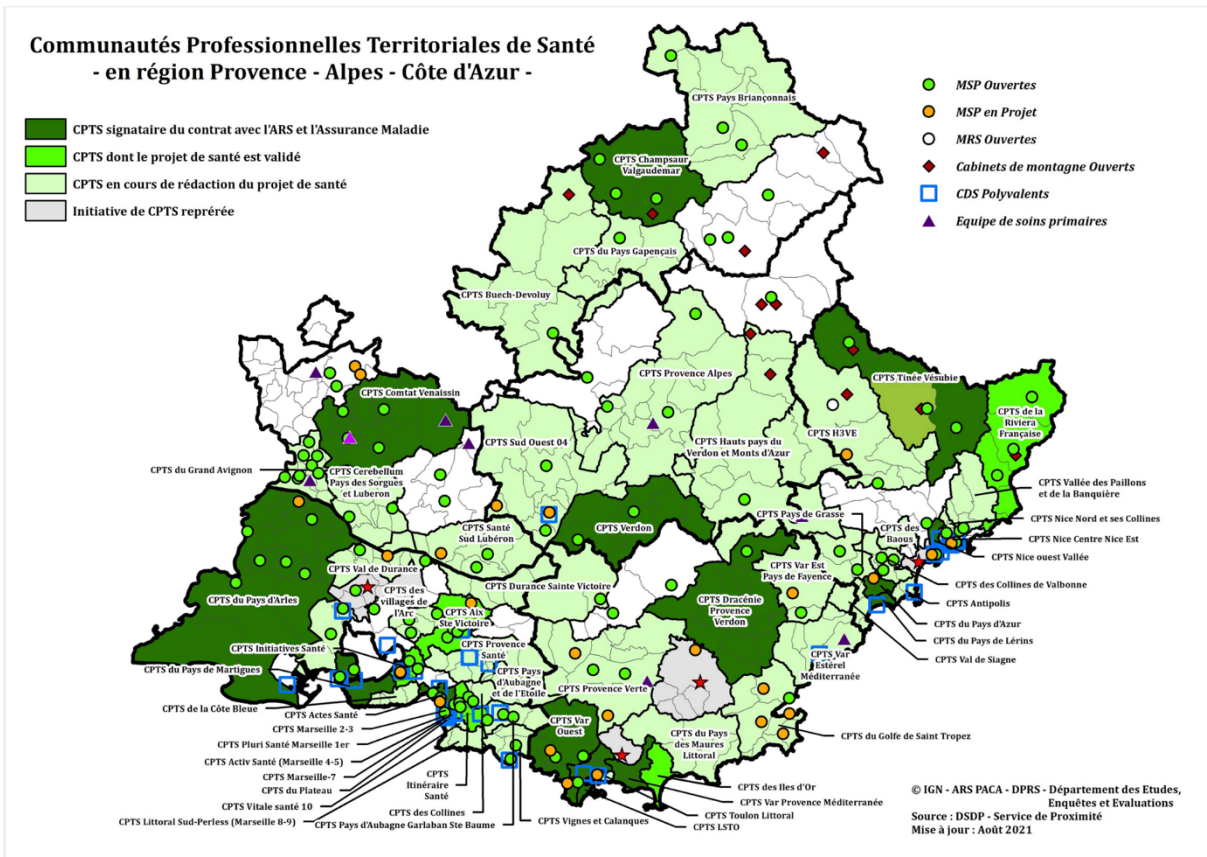 Communautés Professionnelles Territoriales de Santé
- en région Provence - Alpes - Côte d'Azur -
CPTS signataire du contrat avec l'ARS et l'Assurance Maladie
CPTS dont le projet de santé est validé
CPTS en cours de rédaction du projet de santé
Initiative de CPTS reprérée
MSP Ouvertes
MSP en Projet
MRS Ouvertes
Cabinets de montagne Ouverts
CDS Polyvalents
Equipe de soins primaires
CPTS Pays Briançonnais
CPTS Champsaur
Valgaudemar
CPTS du Pays Gapençais
CPTS Buech-Devoluy
CPTS Provence Alpes
CPTS Tinée Vésubie
CPTS Comtat Venaissin
CPTS de la
Riviera
Française
CPTS Sud Ouest 04
CPTS Hauts pays du
Verdon et Monts d'Azur
CPTS H3VE
CPTS du Grand Avignon
CPTS Cerebellum
Pays des Sorgues
et Luberon
CPTS Vallée des Paillons
et de la Banquière
CPTS Pays de Grasse
CPTS Verdon
CPTS Santé
Sud Lubéron
CPTS des
Baous
CPTS Nice Nord et ses Collines
CPTS Nice Centre Nice Est
CPTS Nice ouest Vallée
CPTS Val de Durance
CPTS Durance Sainte Victoire
CPTS Var Est
Pays de Fayence
CPTS des Collines de Valbonne
CPTS du Pays d'Arles
CPTS des
villages de
l'Arc
CPTS Dracénie
Provence
Verdon
CPTS Antipolis
CPTS Aix
Ste Victoire
CPTS du Pays d'Azur
CPTS du Pays de Lérins
CPTS Initiatives Santé
CPTS Provence
Santé
CPTS Val de Siagne
CPTS du Pays de Martigues
CPTS Pays
d'Aubagne
et de l'Etoile
CPTS Var
Estérel
Méditerranée
CPTS Provence Verte
CPTS de la Côte Bleue
CPTS Actes Santé
CPTS Var
Ouest
CPTS du Pays
des Maures
Littoral
CPTS Marseille 2-3
CPTS du Golfe de Saint Tropez
CPTS Pluri Santé Marseille 1er
CPTS Activ Santé (Marseille 4-5)
CPTS Marseille-7
CPTS du Plateau
CPTS
Itinéraire
Santé
CPTS des Iles d'Or
CPTS Vitale santé 10
CPTS Var Provence Méditerranée
CPTS des Collines
CPTS Toulon Littoral
CPTS Littoral Sud-Perless (Marseille 8-9)
CPTS Pays d'Aubagne Garlaban Ste Baume
CPTS Vignes et Calanques
CPTS LSTO
© IGN - ARS PACA - DPRS - Département des Etudes,
Enquêtes et Evaluations
Source : DSDP - Service de Proximité
Mise à jour : Août 2021